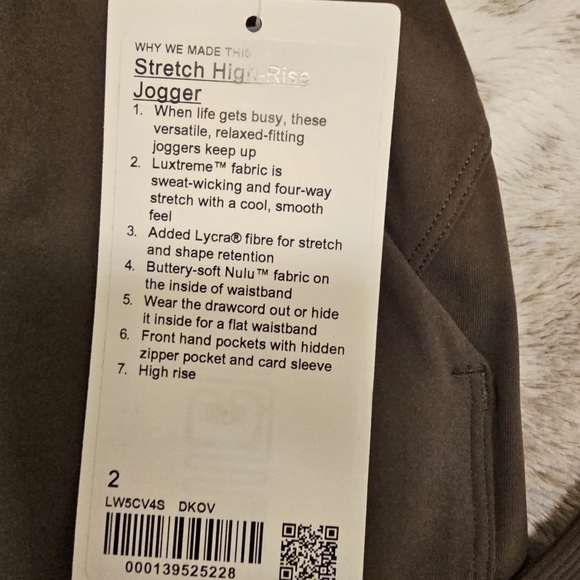 WHY WE MADE THIS
Stretch High-Rise
Jogger
1. When life gets busy, these
versatile, relaxed-fitting
joggers keep up
2. Luxtreme™ fabric is
sweat-wicking and four-way
stretch with a cool, smooth
feel
3. Added Lycra® fibre for stretch
and shape retention
4. Buttery-soft Nulu™ fabric on
the inside of waistband
5. Wear the drawcord out or hide
it inside for a flat waistband
6. Front hand pockets with hidden
zipper pocket and card sleeve
7. High rise
2
LW5CV4S DKOV
000139525228